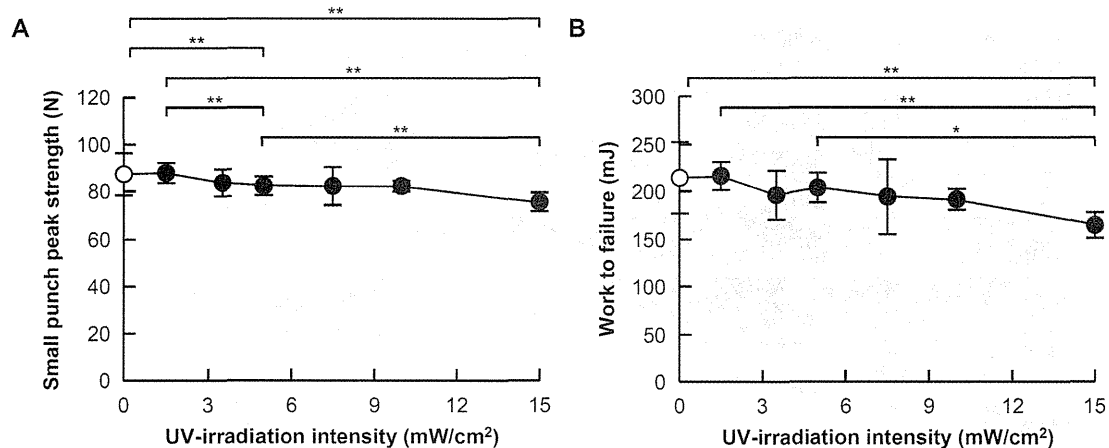 A
**
**
**
**
**
Small punch peak strength (N)
120
100
80
60
40
20
0
0 3 6 9 12 15
UV-irradiation intensity (mW/cm²)
B
**
**
*
Work to failure (mJ)
300
250
200
150
100
50
0
0 3 6 9 12 15
UV-irradiation intensity (mW/cm²)